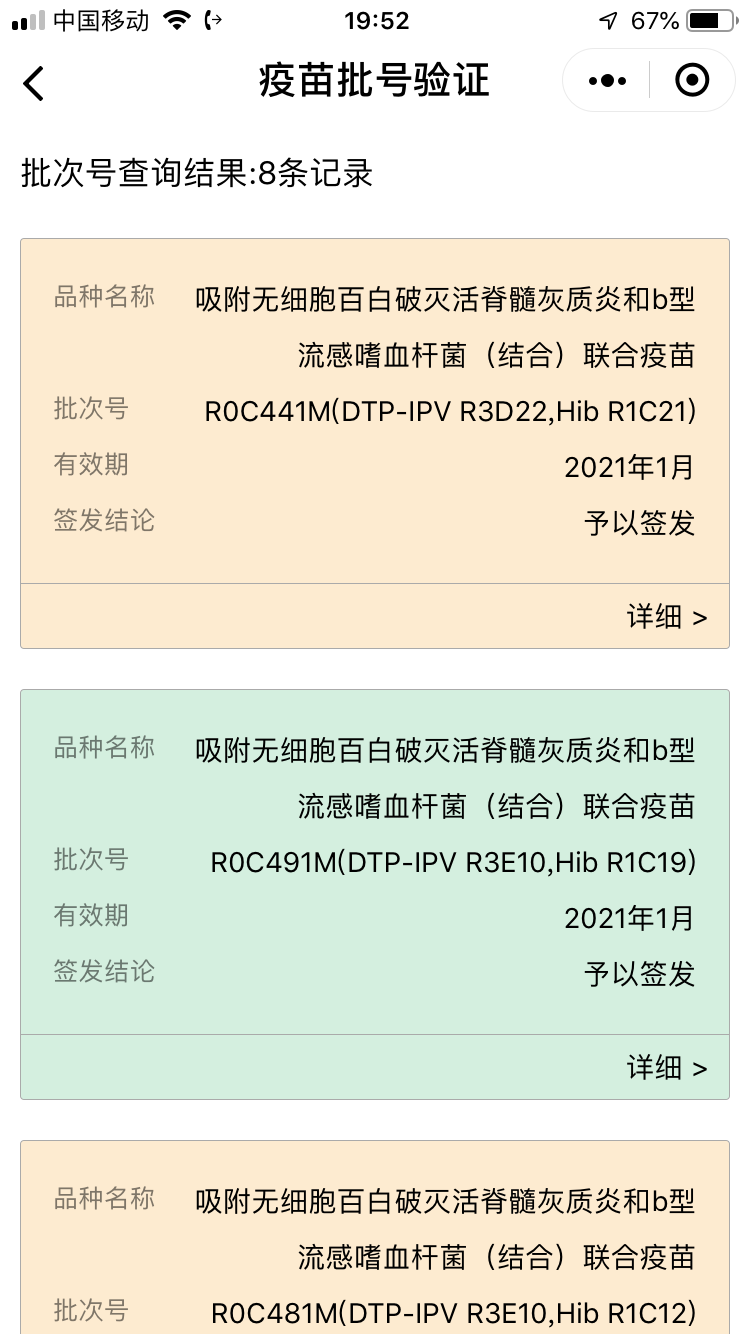 中国移动 19:52 67%
疫苗批号验证
批次号查询结果:8条记录
品种名称 吸附无细胞百白破灭活脊髓灰质炎和b型
流感嗜血杆菌（结合）联合疫苗
批次号 R0C441M(DTP-IPV R3D22,Hib R1C21)
有效期 2021年1月
签发结论 予以签发
详细 >
品种名称 吸附无细胞百白破灭活脊髓灰质炎和b型
流感嗜血杆菌（结合）联合疫苗
批次号 R0C491M(DTP-IPV R3E10,Hib R1C19)
有效期 2021年1月
签发结论 予以签发
详细 >
品种名称 吸附无细胞百白破灭活脊髓灰质炎和b型
流感嗜血杆菌（结合）联合疫苗
批次号 R0C481M(DTP-IPV R3E10,Hib R1C12)